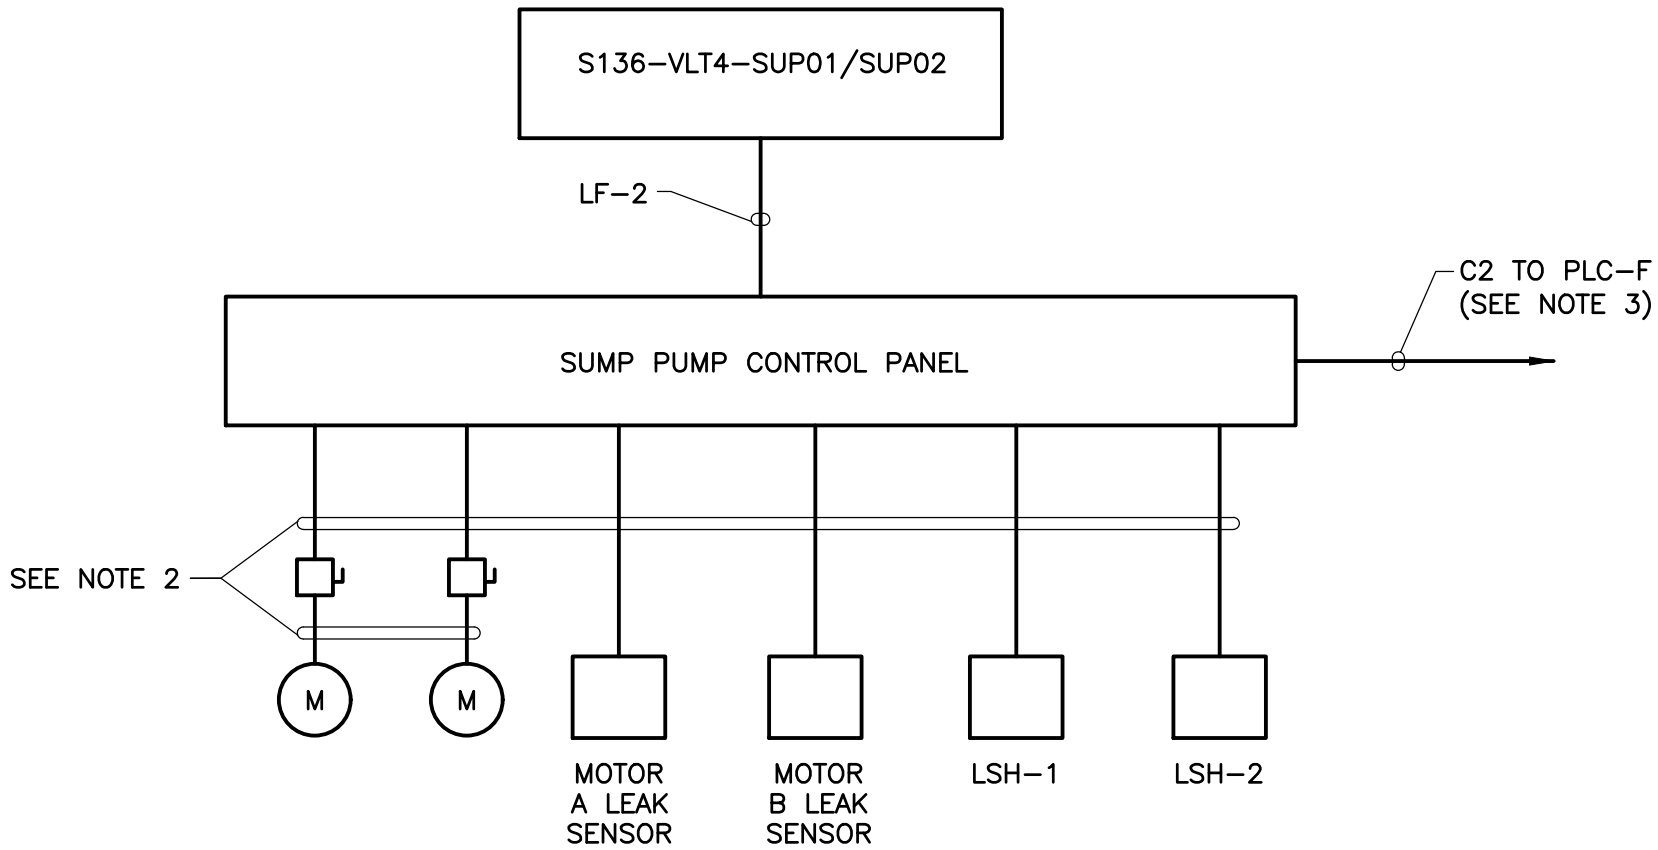 S136-VLT4-SUP01/SUP02
LF-2
C2 TO PLC-F
(SEE NOTE 3)
SUMP PUMP CONTROL PANEL
SEE NOTE 2
M
M
MOTOR
A LEAK
SENSOR
MOTOR
B LEAK
SENSOR
LSH-1
LSH-2